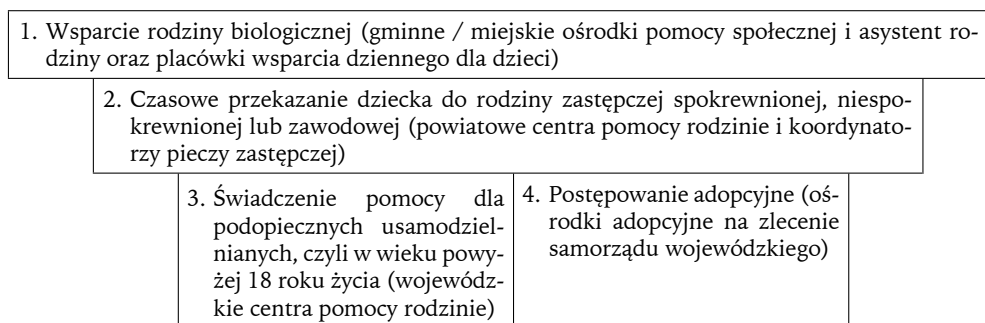 1. Wsparcie rodziny biologicznej (gminne / miejskie ośrodki pomocy społecznej i asystent ro-
dziny oraz placówki wsparcia dziennego dla dzieci)
2. Czasowe przekazanie dziecka do rodziny zastępczej spokrewnionej, niespo-
krewnionej lub zawodowej (powiatowe centra pomocy rodzinie i koordynato-
rzy pieczy zastępczej)
3. Świadczenie pomocy dla
podopiecznych usamodziel-
nianych, czyli w wieku powy-
żej 18 roku życia (wojewódz-
kie centra pomocy rodzinie)
4. Postępowanie adopcyjne (oś-
rodki adopcyjne na zlecenie
samorządu wojewódzkiego)